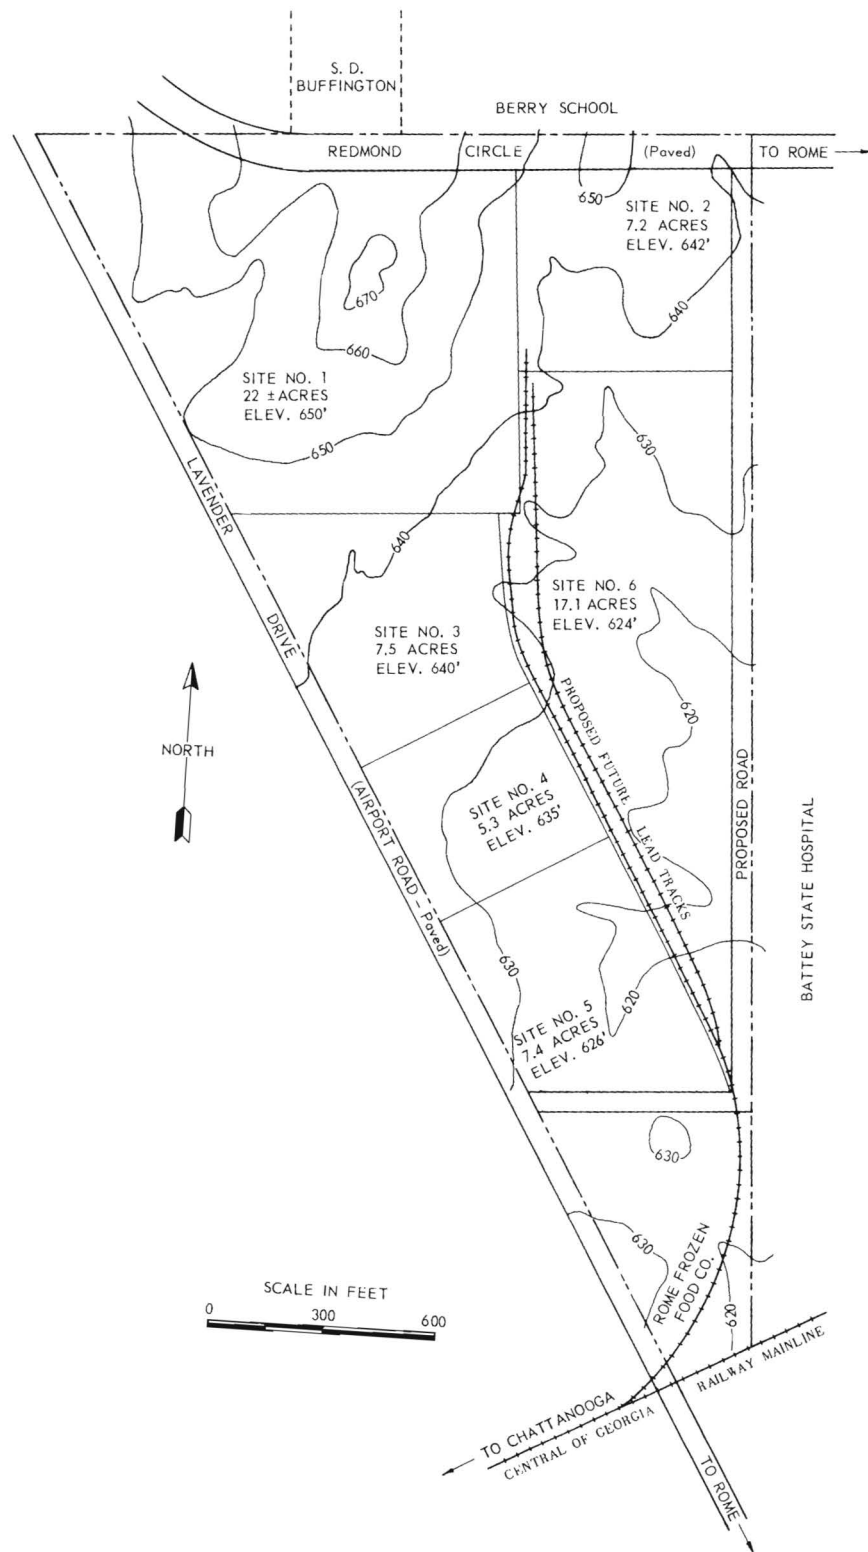 S. D.
BUFFINGTON
BERRY SCHOOL
REDMOND CIRCLE (Paved) TO ROME
650
SITE NO. 2
7.2 ACRES
ELEV. 642'
670
640
660
SITE NO. 1
22 ± ACRES
ELEV. 650'
650
630
LAVENDER DRIVE
(AIRPORT ROAD - Paved)
640
SITE NO. 6
17.1 ACRES
ELEV. 624'
SITE NO. 3
7.5 ACRES
ELEV. 640'
620
NORTH
PROPOSED FUTURE LEAD TRACKS
PROPOSED ROAD
BATTEY STATE HOSPITAL
SITE NO. 4
5.3 ACRES
ELEV. 635'
630
620
SITE NO. 5
7.4 ACRES
ELEV. 626'
630
630
ROME FROZEN
FOOD CO.
620
SCALE IN FEET
0 300 600
TO CHATTANOOGA
CENTRAL OF GEORGIA RAILWAY MAINLINE
TO ROME